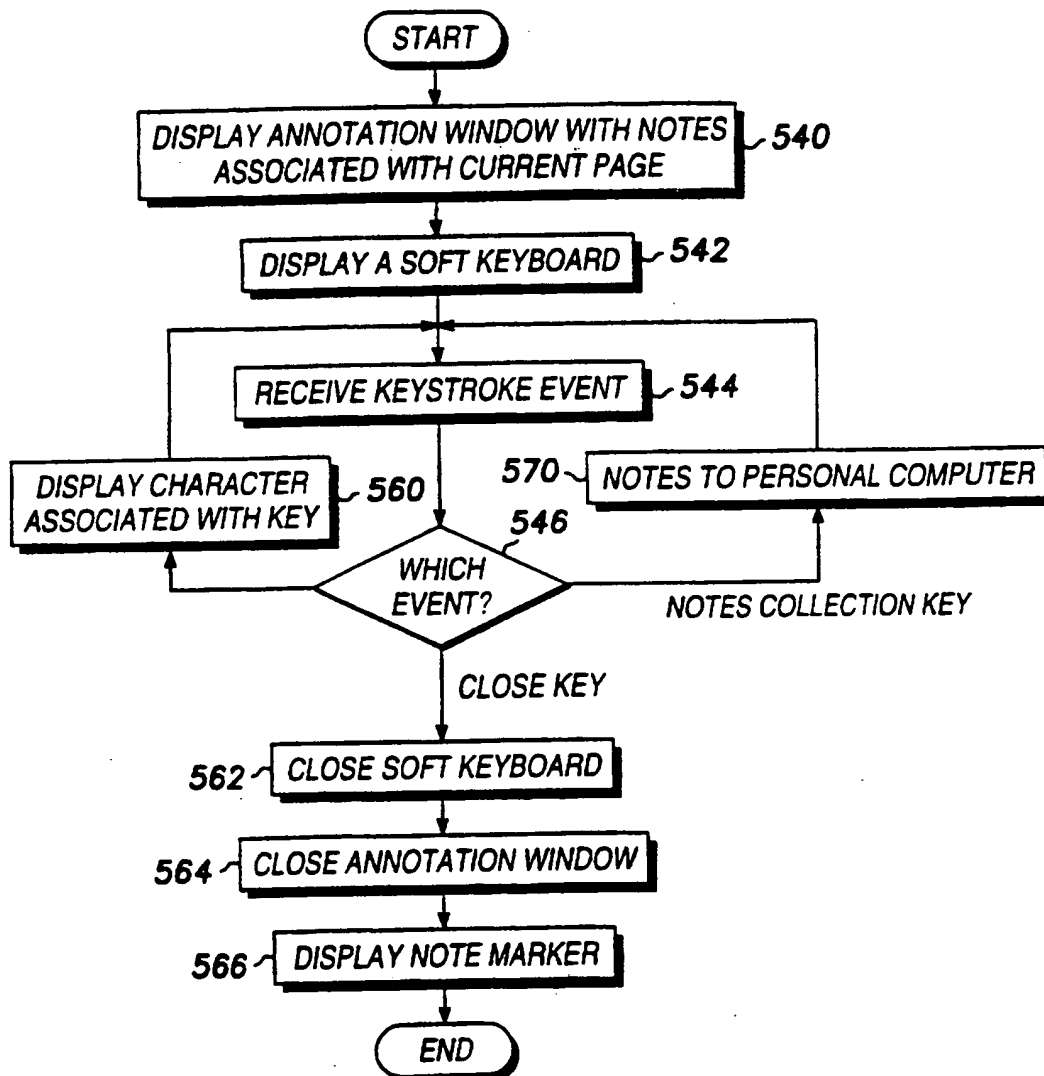 START
DISPLAY ANNOTATION WINDOW WITH NOTES
ASSOCIATED WITH CURRENT PAGE
540
DISPLAY A SOFT KEYBOARD
542
RECEIVE KEYSTROKE EVENT
544
DISPLAY CHARACTER
ASSOCIATED WITH KEY
560
570
NOTES TO PERSONAL COMPUTER
546
WHICH
EVENT?
NOTES COLLECTION KEY
CLOSE KEY
562
CLOSE SOFT KEYBOARD
564
CLOSE ANNOTATION WINDOW
566
DISPLAY NOTE MARKER
END